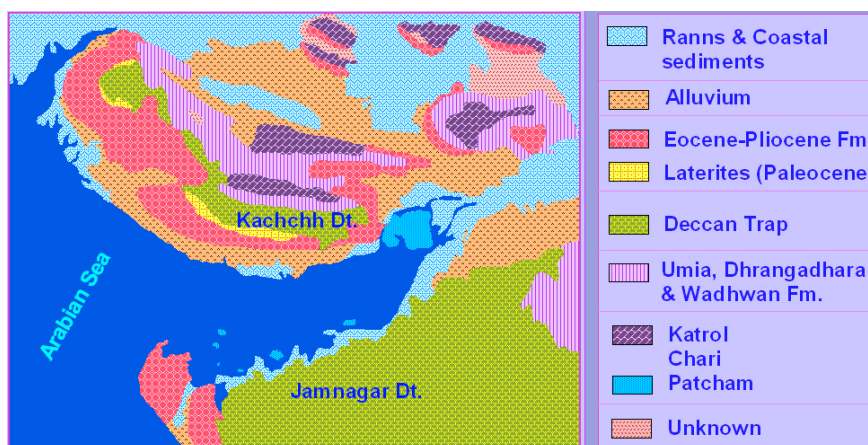 Kachchh Dt.
Arabian Sea
Jamnagar Dt.
Ranns & Coastal
sediments
Alluvium
Eocene-Pliocene Fm
Laterites (Paleocene
Deccan Trap
Umia, Dhrangadhara
& Wadhwan Fm.
Katrol
Chari
Patcham
Unknown